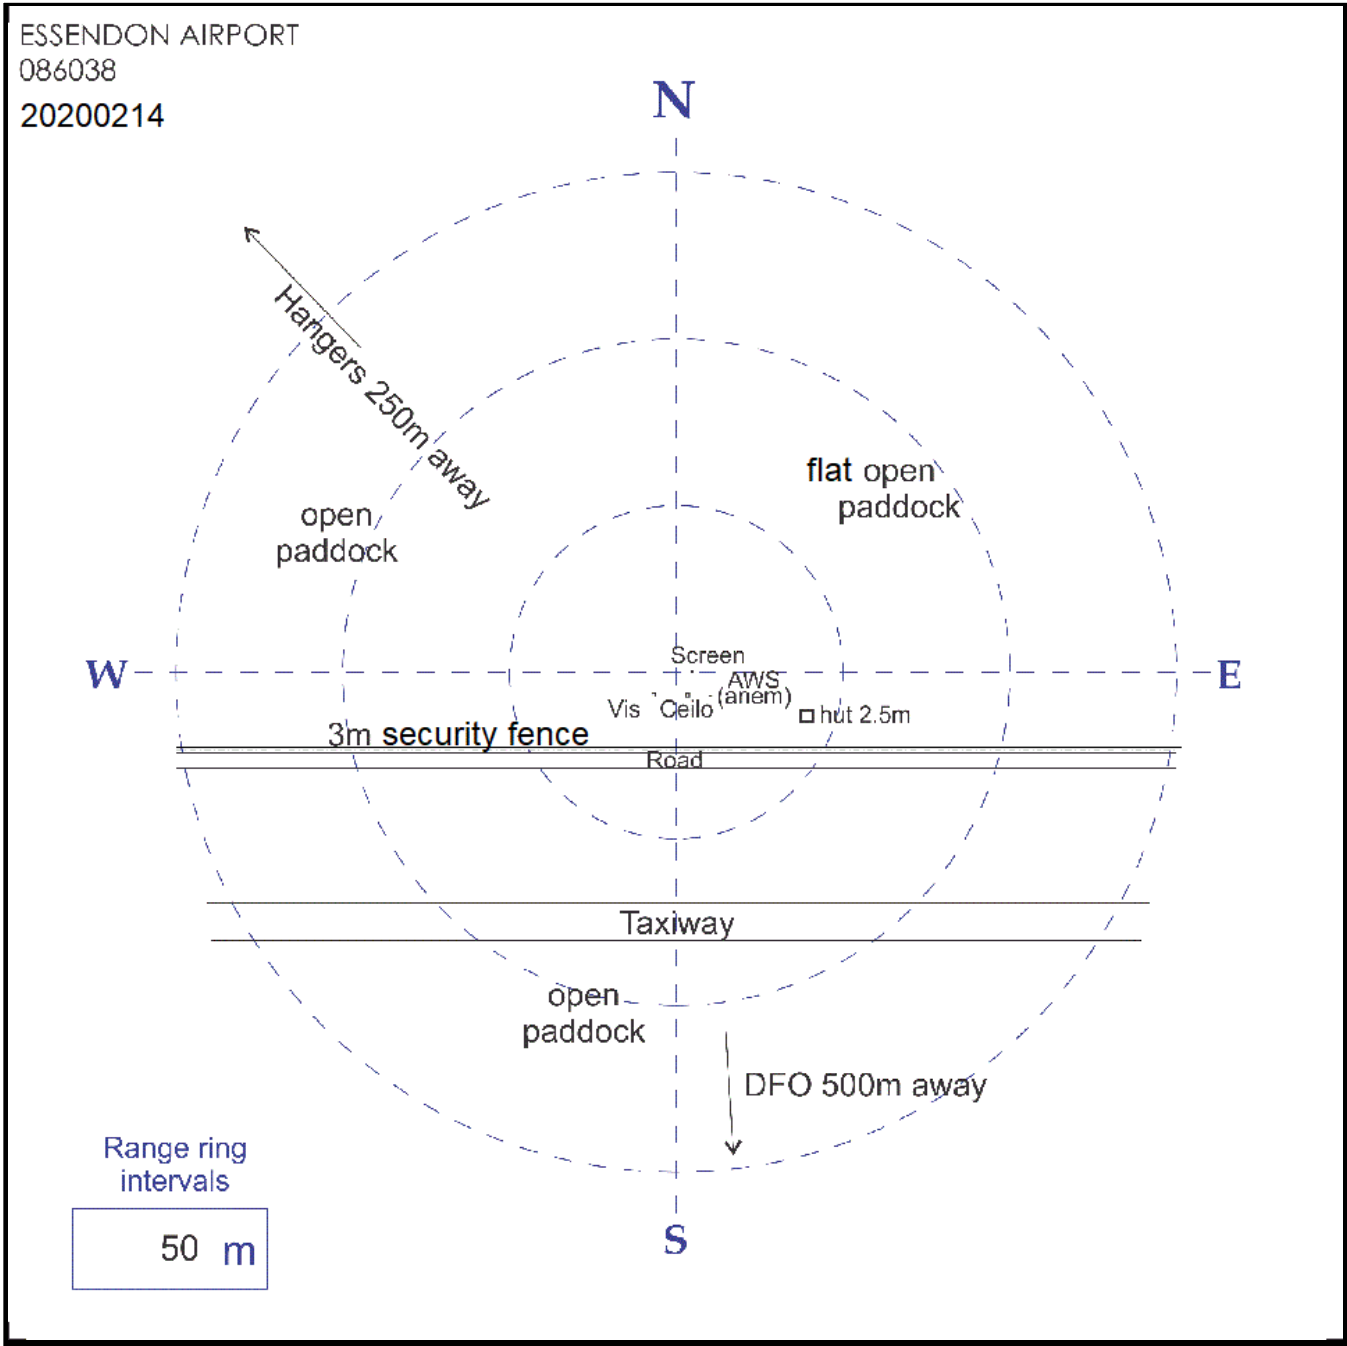 ESSENDON AIRPORT
086038
20200214
N
Hangers 250m away
flat open
paddock
open
paddock
Screen
W
E
AWS
(anem)
Vis
Ceilo
hut 2.5m
3m security fence
Road
Taxiway
open
paddock
DFO 500m away
Range ring
intervals
50 m
S